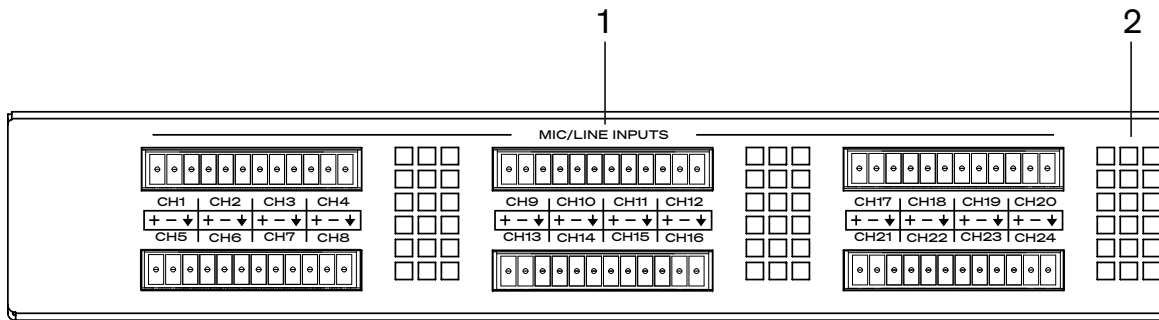 1 2
MIC/LINE INPUTS
CH1 CH2 CH3 CH4
+ - ↓ + - ↓ + - ↓ + - ↓
CH5 CH6 CH7 CH8
CH9 CH10 CH11 CH12
+ - ↓ + - ↓ + - ↓ + - ↓
CH13 CH14 CH15 CH16
CH17 CH18 CH19 CH20
+ - ↓ + - ↓ + - ↓ + - ↓
CH21 CH22 CH23 CH24